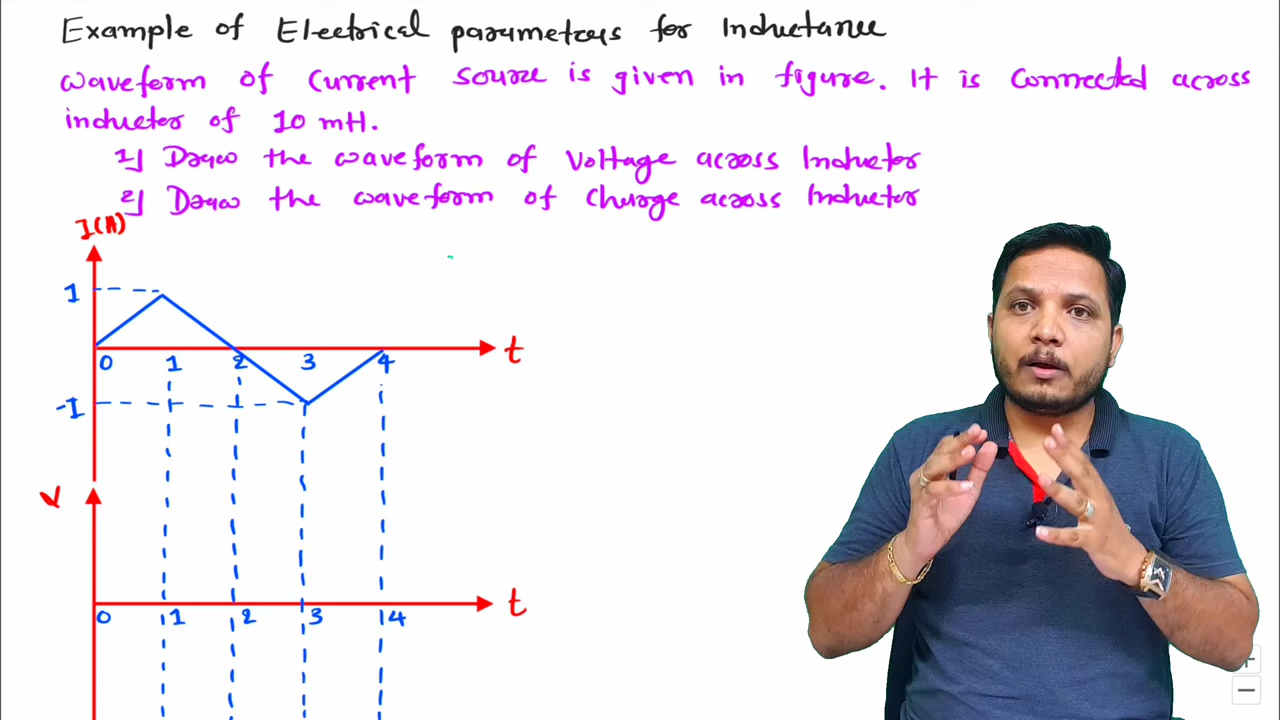 Example of Electrical parameters for Inductance
waveform of current source is given in figure. It is connected across
inductor of 10 mH.
1] Draw the waveform of voltage across Inductor
2] Draw the waveform of charge across Inductor
I(A)
1
0 1 2 3 4 t
-1
V
0 1 2 3 4 t